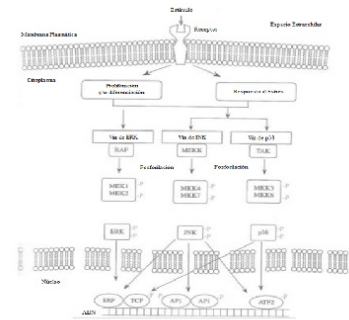 Estímulo
Receptor
Espacio Extracelular
Membrana Plasmática
Citoplasma
Proliferación
y/o diferenciación
Respuesta al estrés
Vía de ERK
Vía de JNK
Vía de p38
RAF
MEKK
TAK
Fosforilación
Fosforilación
MEK1
MEK2
P
P
MKK4
MKK7
P
P
MKK3
MKK6
P
P
ERK
P
P
JNK
P
P
p38
P
P
Núcleo
TCF
P
AP1
AP1
P
ATF2
P
ADN